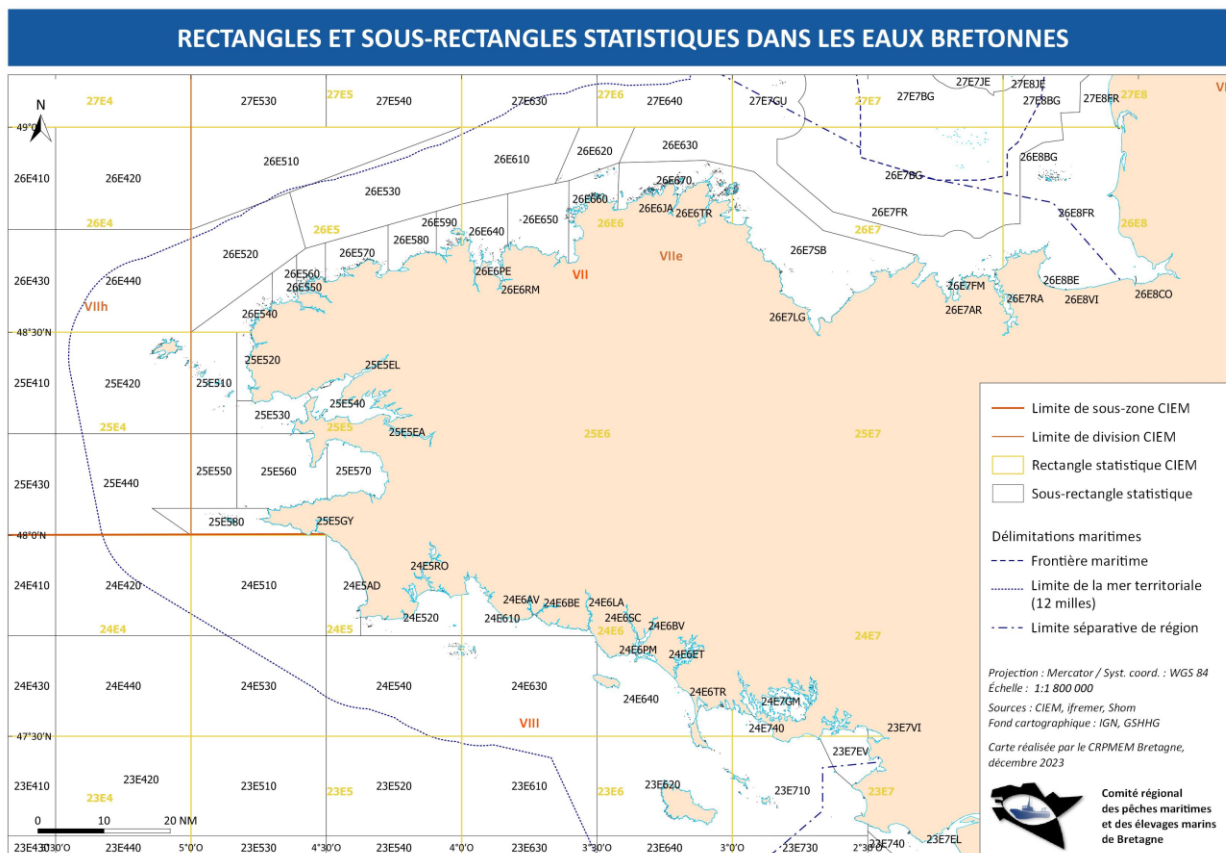 RECTANGLES ET SOUS-RECTANGLES STATISTIQUES DANS LES EAUX BRETONNES
27E4 27E530 27E5 27E540 27E630 27E6 27E640 27E7GU 27E7 27E7BG 27E7JE 27E8JE 27E8BG 27E8FR 27E8
N
49°0'
26E510 26E610 26E620 26E630 26E8BG
26E410 26E420 26E530 26E660 26E670 26E7BG
26E4 26E5 26E590 26E640 26E650 26E6 26E6JA 26E6TR 26E7 26E7FR 26E8FR 26E8
26E520 26E570 26E580 VIIe 26E7SB
26E430 26E440 26E560 26E550 26E6PE 26E6RM VII 26E7FM 26E8BE 26E8CO
VIIh 26E540 26E7LG 26E7AR 26E7RA 26E8VI
48°30'N
25E520 25E5EL
25E410 25E420 25E510 25E540
25E530
25E4 25E5 25E5EA 25E6 25E7
25E430 25E440 25E550 25E560 25E570
25E580 25E5GY
48°0'N
24E5RO
24E410 24E420 24E510 24E5AD
24E520 24E610 24E6AV 24E6BE 24E6LA 24E6SC 24E6BV
24E4 24E5 24E6 24E7
24E6PM 24E6ET
24E430 24E440 24E530 24E540 24E630 24E640 24E6TR 24E7GM
VIII 24E740 23E7VI
47°30'N
23E7EV
23E410 23E420 23E510 23E520 23E610 23E620 23E710
23E4 23E5 23E6 23E7
0 10 20 NM
23E430 23E440 23E730 23E740 23E7EL
5°0' 4°30' 4°0' 3°30' 23E640 3°0' 2°30'
Limite de sous-zone CIEM
Limite de division CIEM
Rectangle statistique CIEM
Sous-rectangle statistique
Délimitations maritimes
Frontière maritime
Limite de la mer territoriale
(12 milles)
Limite séparative de région
Projection : Mercator / Syst. coord. : WGS 84
Échelle : 1:1 800 000
Sources : CIEM, ifremer, Shom
Fond cartographique : IGN, GSHHG
Carte réalisée par le CRPMEM Bretagne,
décembre 2023
Comité régional
des pêches maritimes
et des élevages marins
de Bretagne